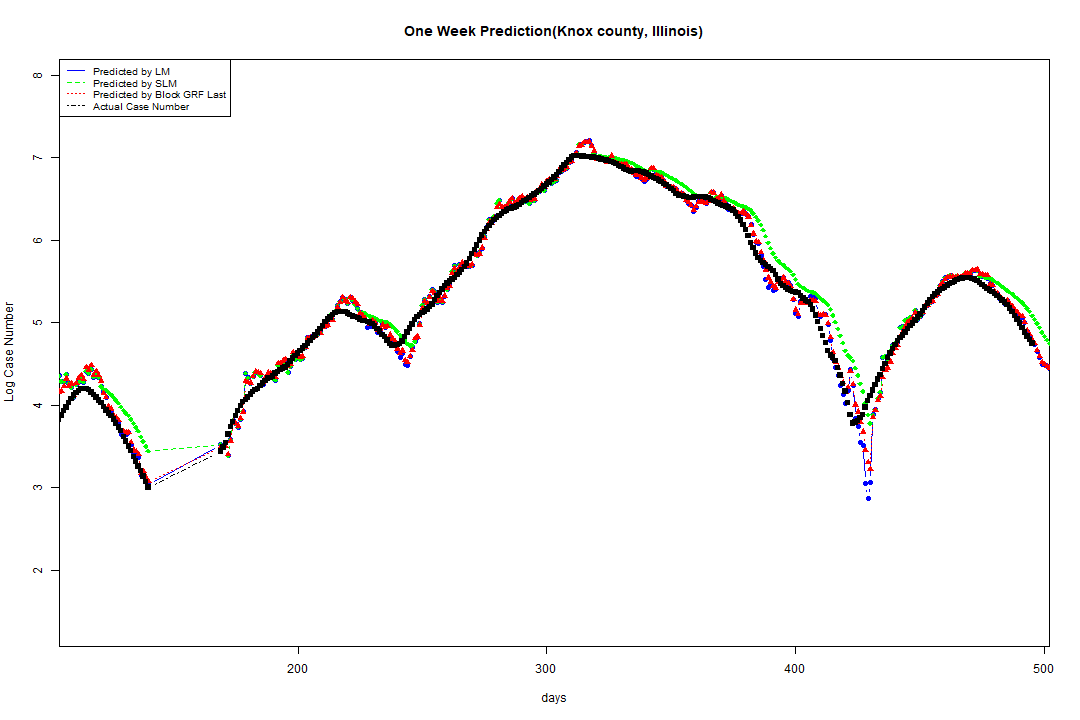 One Week Prediction(Knox county, Illinois)
Predicted by LM
Predicted by SLM
Predicted by Block GRF Last
Actual Case Number
8
7
6
5
4
3
2
Log Case Number
200 300 400 500
days